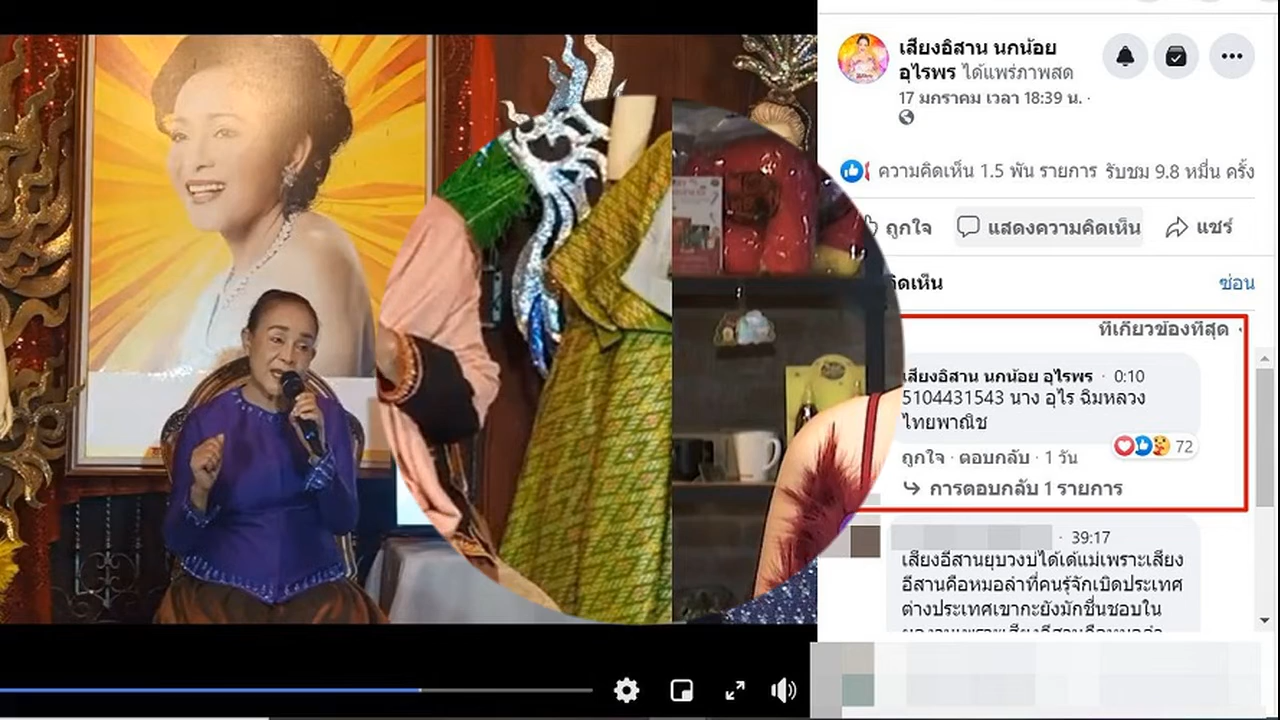 เสียงอิสาน นกน้อย
อุไรพร ได้แพร่ภาพสด
17 มกราคม เวลา 18:39 น. ·
ความคิดเห็น 1.5 พัน รายการ รับชม 9.8 หมื่น ครั้ง
ถูกใจ แสดงความคิดเห็น แชร์
คิดเห็น ซ่อน
ที่เกี่ยวข้องที่สุด
เสียงอิสาน นกน้อย อุไรพร · 0:10
5104431543 นาง อุไร ฉิมหลวง
ไทยพาณิช
72
ถูกใจ · ตอบกลับ · 1 วัน
การตอบกลับ 1 รายการ
· 39:17
เสียงอีสานยุบวงบ่ได้เด้แม่เพราะเสียง
อีสานคือหมอลำที่คนรู้จักเบิดประเทศ
ต่างประเทศเขากะยังมักชื่นชอบใน